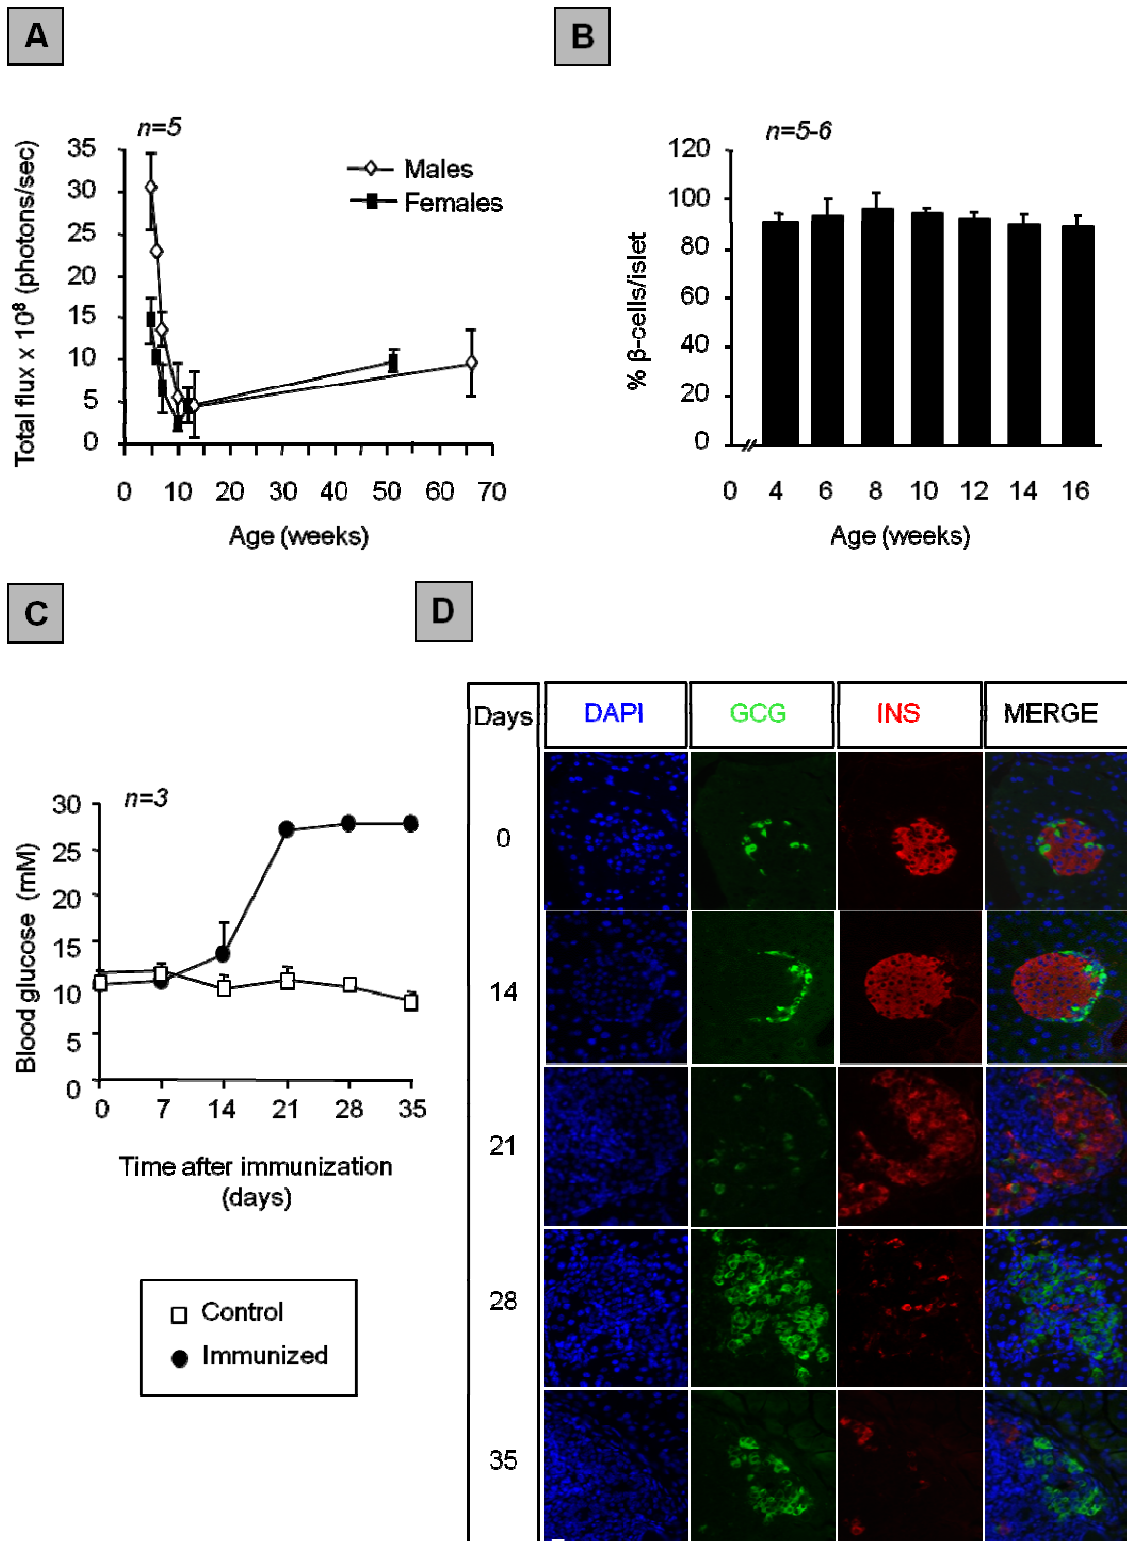 A
n=5
Total flux x 10⁸ (photons/sec)
35
30
25
20
15
10
5
0
Males
Females
0 10 20 30 40 50 60 70
Age (weeks)
B
n=5-6
% β-cells/islet
120
100
80
60
40
20
0
0 4 6 8 10 12 14 16
Age (weeks)
C
n=3
Blood glucose (mM)
30
25
20
15
10
5
0
0 7 14 21 28 35
Time after immunization
(days)
Control
Immunized
D
Days DAPI GCG INS MERGE
0
14
21
28
35